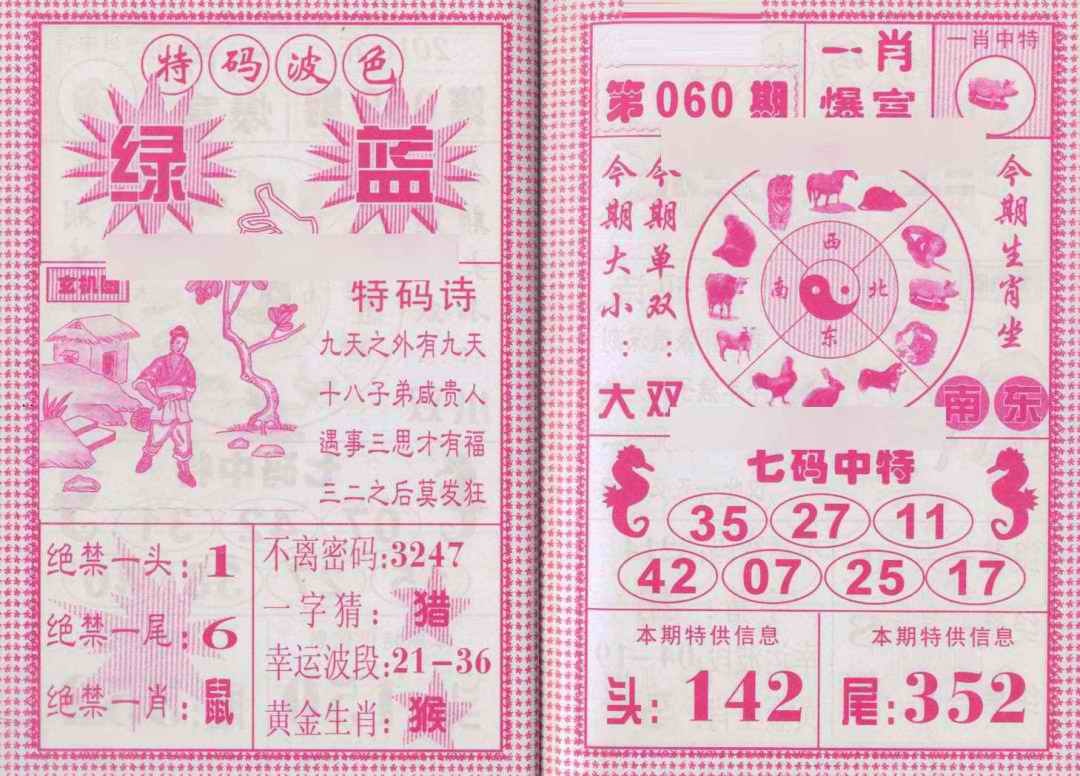 特码波色
绿 蓝
玄机图
特码诗
九天之外有九天
十八子弟咸贵人
遇事三思才有福
三二之后莫发狂
绝禁一头:1
绝禁一尾:6
绝禁一肖:鼠
不离密码:3247
一字猜:猎
幸运波段:21-36
黄金生肖:猴
第060期
一肖
爆宣
一肖中特
今期大小:大
今期单双:双
西
南 北
东
今期生肖坐
南 东
七码中特
35 27 11
42 07 25 17
本期特供信息
头:142
本期特供信息
尾:352